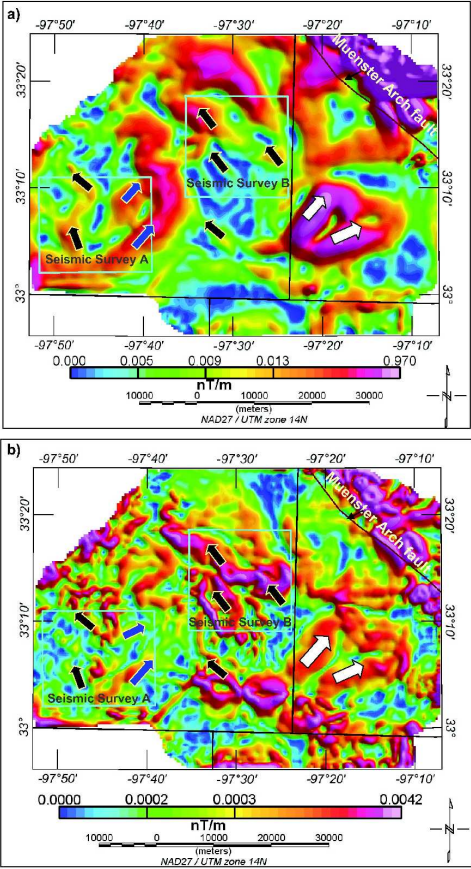 a)
-97°50' -97°40' -97°30' -97°20' -97°10'
33°20' 33°20'
Muenster Arch fault
33°10' 33°10'
Seismic Survey B
Seismic Survey A
33° 33°
-97°50' -97°40' -97°30' -97°20' -97°10'
0.000 0.005 0.009 0.013 0.970
nT/m
10000 0 10000 20000 30000
(meters)
NAD27 / UTM zone 14N
N
b)
-97°50' -97°40' -97°30' -97°20' -97°10'
33°20' 33°20'
Muenster Arch fault
33°10' 33°10'
Seismic Survey B
Seismic Survey A
33° 33°
-97°50' -97°40' -97°30' -97°20' -97°10'
0.0000 0.0002 0.0003 0.0042
nT/m
10000 0 10000 20000 30000
(meters)
NAD27 / UTM zone 14N
N